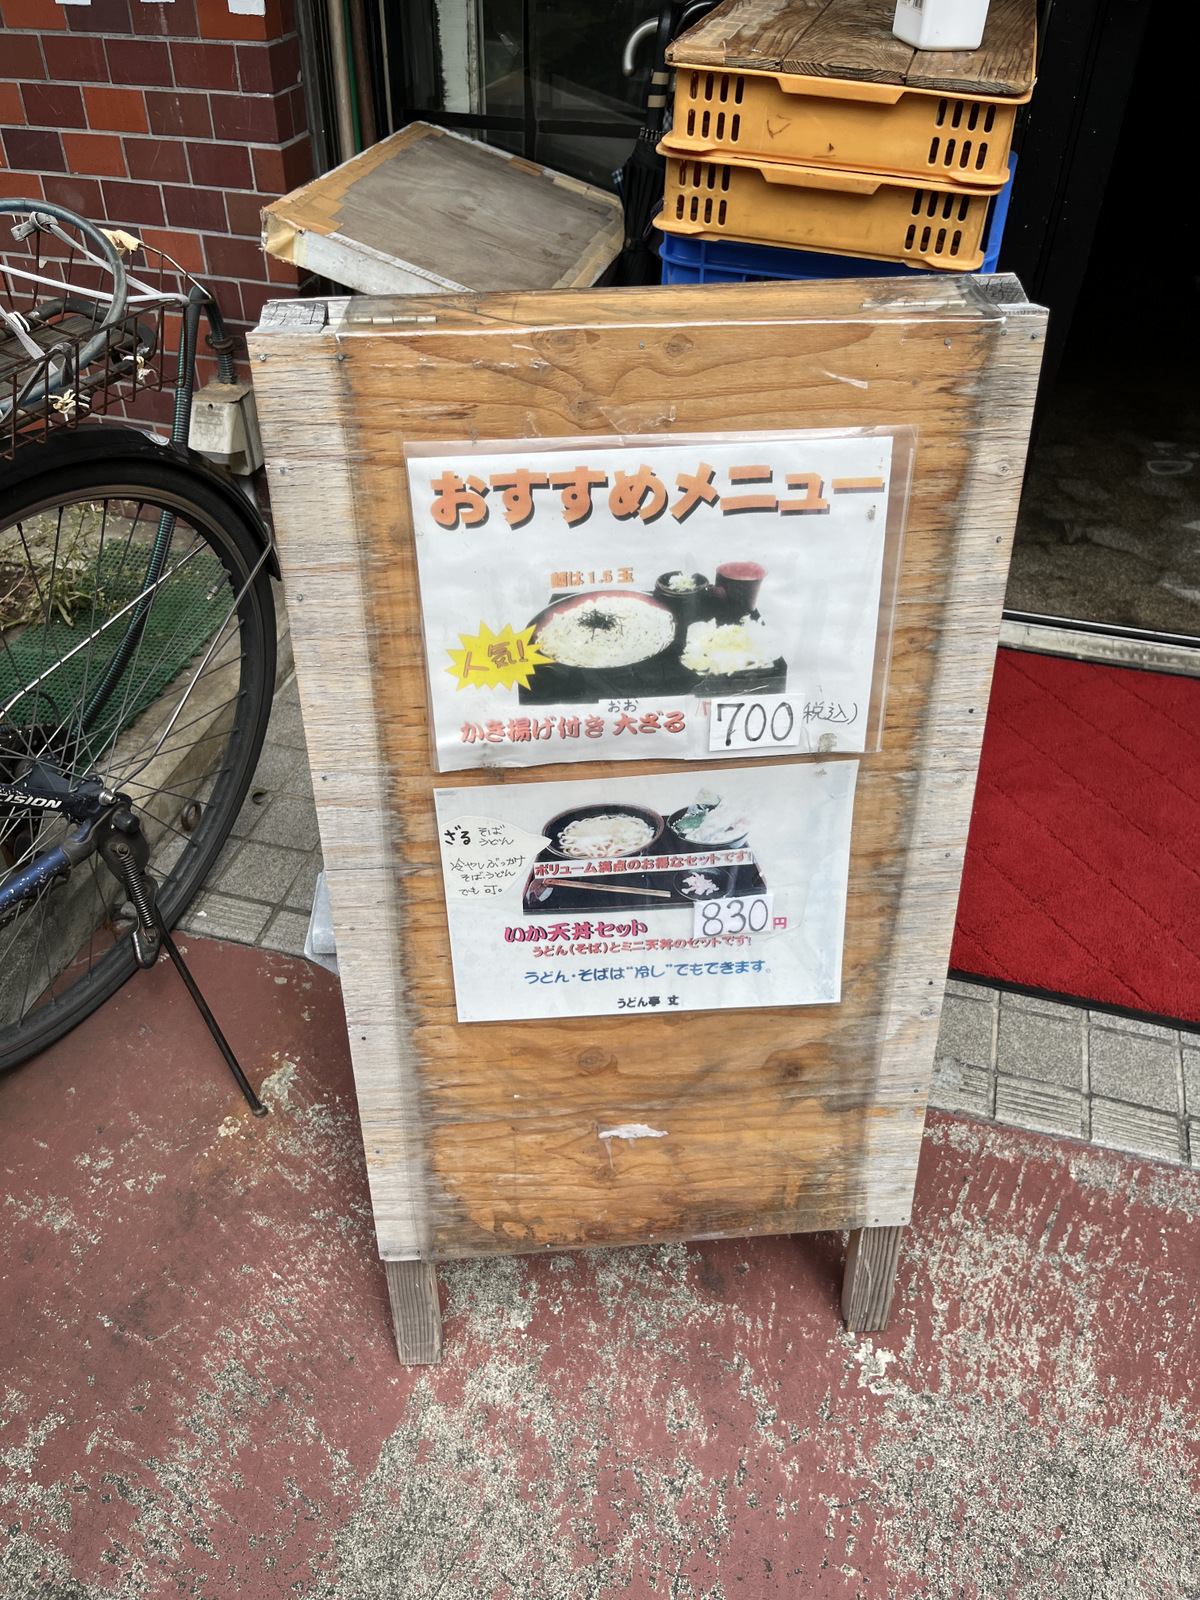 おすすめメニュー
麺は1.5玉
人気!
かき揚げ付き 大ざる
おお
700
税込)
ざる そば
うどん
冷やしぶっかけ
そば.うどん
でも 可。
ボリューム満点のお得なセットです!
いか天丼セット
830円
うどん(そば)とミニ天丼のセットです!
うどん・そばは“冷し”でもできます。
うどん亭 丈
CISION